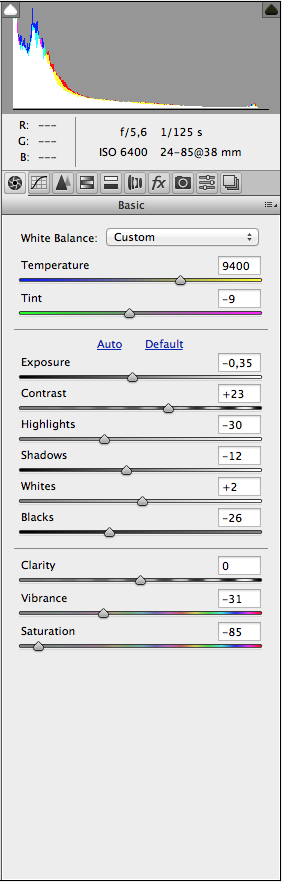 R: ---
G: ---
B: ---
f/5,6 1/125 s
ISO 6400 24-85@38 mm
fx
Basic
White Balance: Custom
Temperature 9400
Tint -9
Auto Default
Exposure -0,35
Contrast +23
Highlights -30
Shadows -12
Whites +2
Blacks -26
Clarity 0
Vibrance -31
Saturation -85